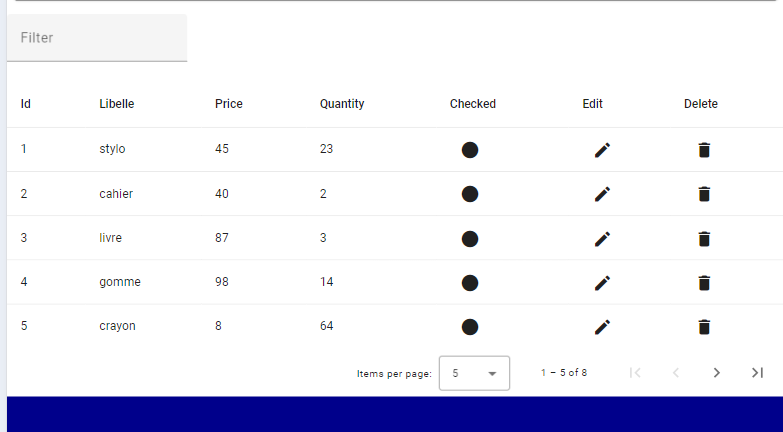 Filter
Id Libelle Price Quantity Checked Edit Delete
1 stylo 45 23
2 cahier 40 2
3 livre 87 3
4 gomme 98 14
5 crayon 8 64
Items per page: 5 1 – 5 of 8